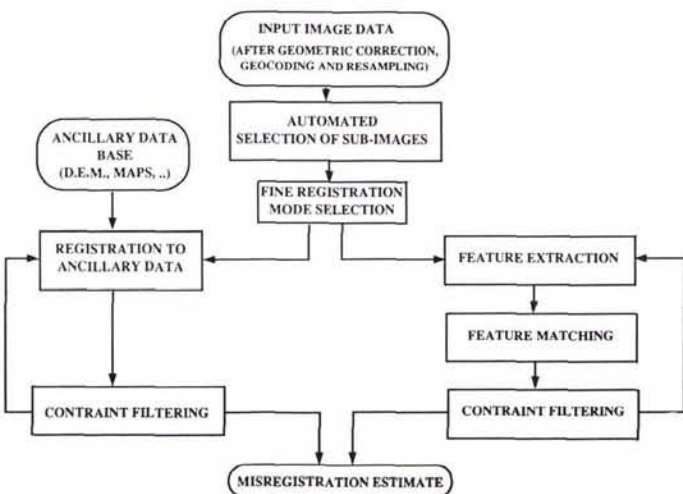 INPUT IMAGE DATA
(AFTER GEOMETRIC CORRECTION,
GEOCODING AND RESAMPLING)
AUTOMATED
SELECTION OF SUB-IMAGES
ANCILLARY DATA
BASE
(D.E.M., MAPS, ..)
FINE REGISTRATION
MODE SELECTION
REGISTRATION TO
ANCILLARY DATA
FEATURE EXTRACTION
FEATURE MATCHING
CONTRAINT FILTERING
CONTRAINT FILTERING
MISREGISTRATION ESTIMATE